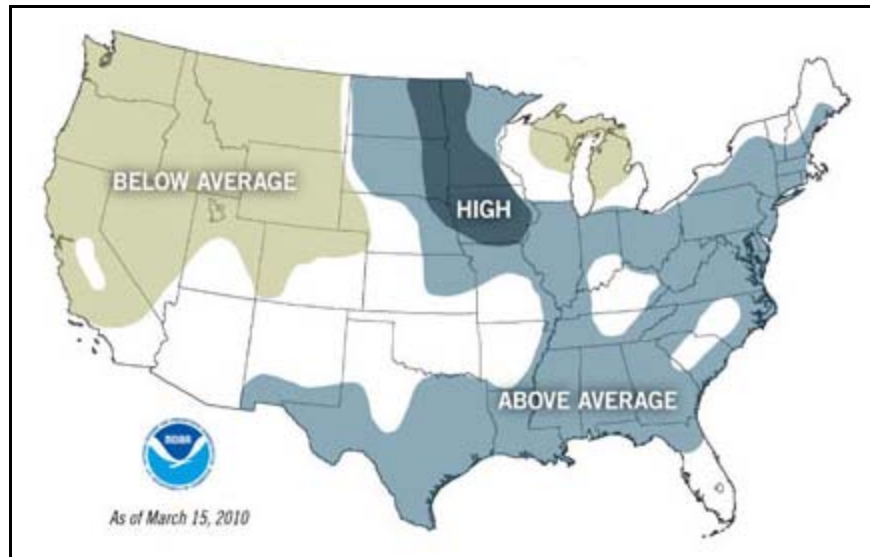 BELOW AVERAGE
HIGH
ABOVE AVERAGE
NOAA
As of March 15, 2010